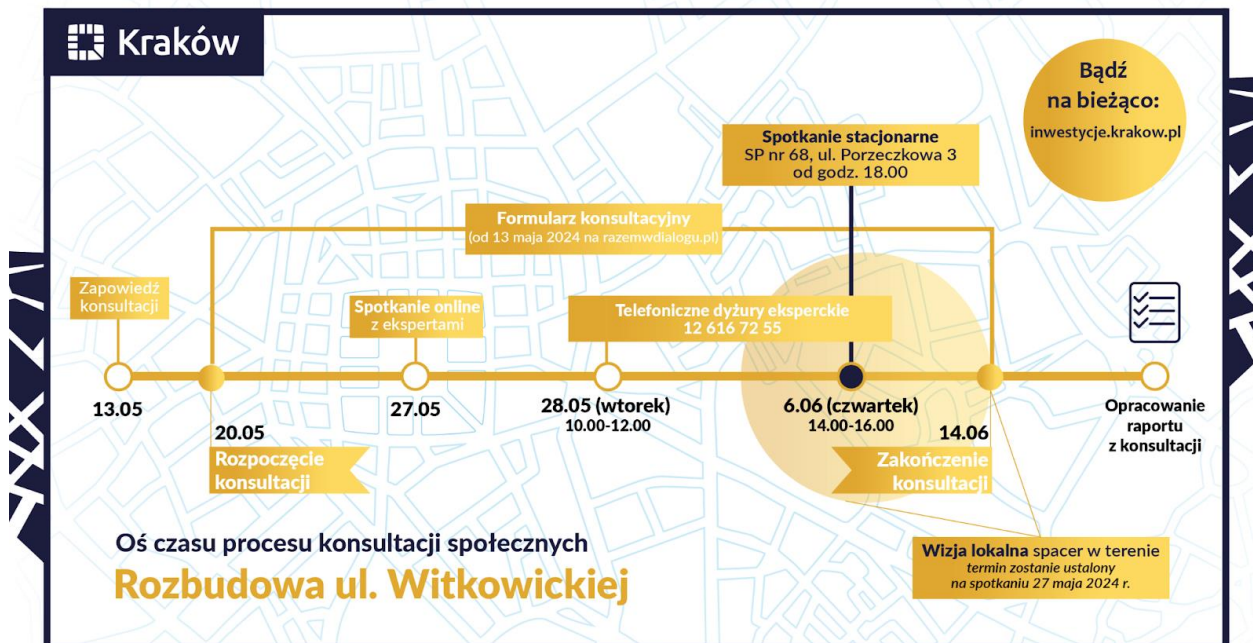 Kraków
Bądź
na bieżąco:
inwestycje.krakow.pl
Spotkanie stacjonarne
SP nr 68, ul. Porzeczkowa 3
od godz. 18.00
Formularz konsultacyjny
(od 13 maja 2024 na razemwdialogu.pl)
Zapowiedź
konsultacji
Spotkanie online
z ekspertami
Telefoniczne dyżury eksperckie
12 616 72 55
13.05
20.05
Rozpoczęcie
konsultacji
27.05
28.05 (wtorek)
10.00-12.00
6.06 (czwartek)
14.00-16.00
14.06
Zakończenie
konsultacji
Opracowanie
raportu
z konsultacji
Wizja lokalna spacer w terenie
termin zostanie ustalony
na spotkaniu 27 maja 2024 r.
Oś czasu procesu konsultacji społecznych
Rozbudowa ul. Witkowickiej